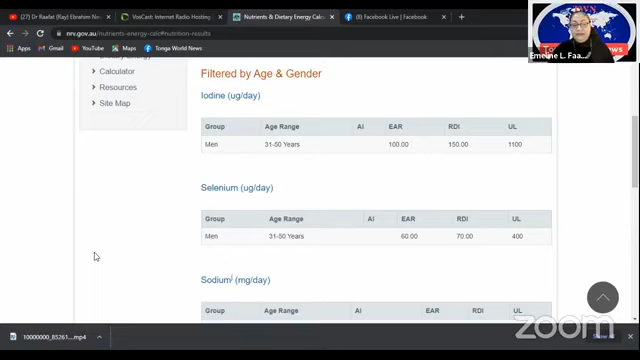 (27) Dr Raafat (Ray) Ebrahim New
VoxCast: Internet Radio Hosting
Nutrients & Dietary Energy Calc
(8) Facebook Live | Facebook
nrv.gov.au/nutrients-energy-calc#nutrition-results
Apps
Gmail
YouTube
Maps
Tonga World News
Emeline L. Faa...
Calculator
Resources
Site Map
Filtered by Age & Gender
Iodine (ug/day)
Group Age Range AI EAR RDI UL
Men 31-50 Years 100.00 150.00 1100
Selenium (ug/day)
Group Age Range AI EAR RDI UL
Men 31-50 Years 60.00 70.00 400
Sodium (mg/day)
Group Age Range AI EAR RDI UL
10000000_85261....mp4
Show All
zoom